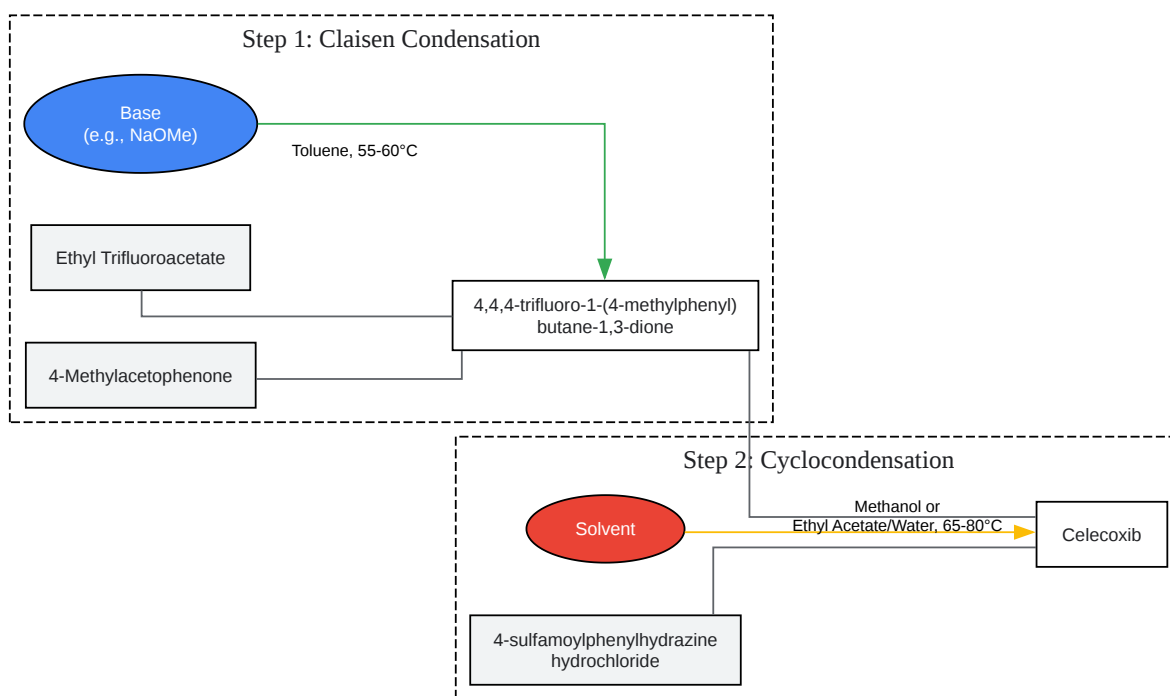 Step 1: Claisen Condensation
Base
(e.g., NaOMe)
Toluene, 55-60°C
Ethyl Trifluoroacetate
4,4,4-trifluoro-1-(4-methylphenyl)
butane-1,3-dione
4-Methylacetophenone
Step 2: Cyclocondensation
Solvent
Methanol or
Ethyl Acetate/Water, 65-80°C
Celecoxib
4-sulfamoylphenylhydrazine
hydrochloride